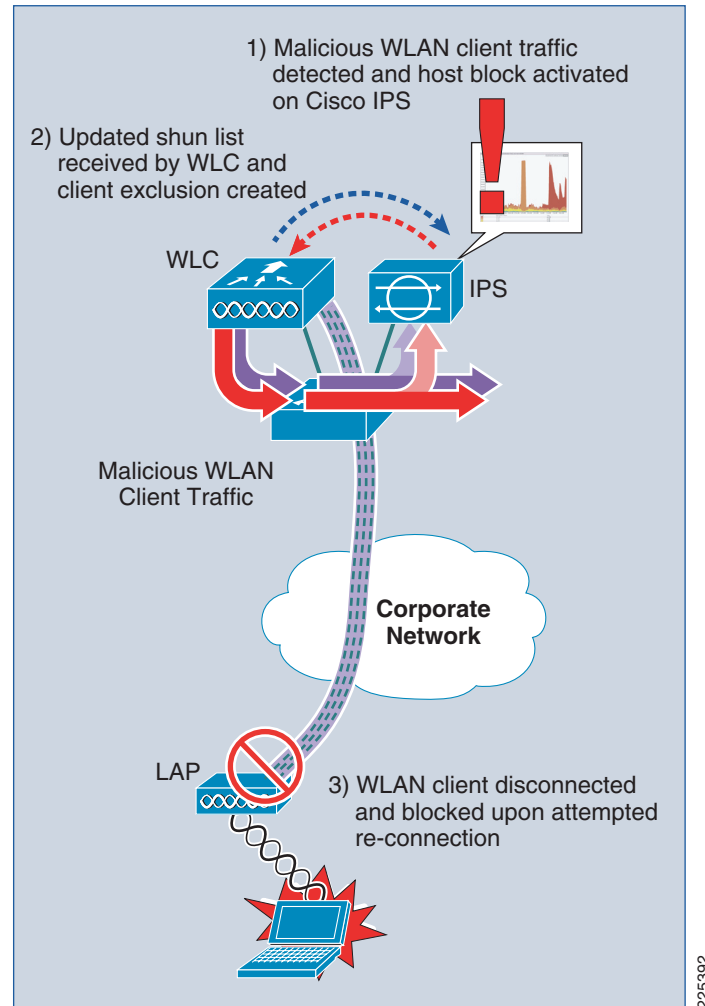 1) Malicious WLAN client traffic
detected and host block activated
on Cisco IPS
2) Updated shun list
received by WLC and
client exclusion created
WLC
IPS
Malicious WLAN
Client Traffic
Corporate
Network
LAP
3) WLAN client disconnected
and blocked upon attempted
re-connection
225392